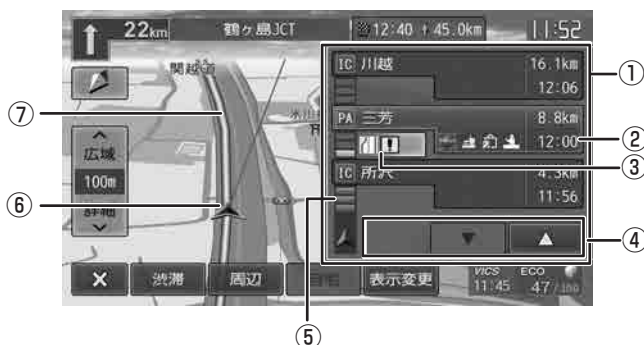 22km 鶴ヶ島JCT 12:40 45.0km 11:52
① ② ③ ④ ⑤ ⑥ ⑦
関越道
広域
100m
詳細
IC 川越 16.1km
12:06
PA 三芳 8.8km
12:00
IC 所沢 4.3km
11:56
× 渋滞 周辺 自宅 表示変更
VICS 11:45
ECO 47/100